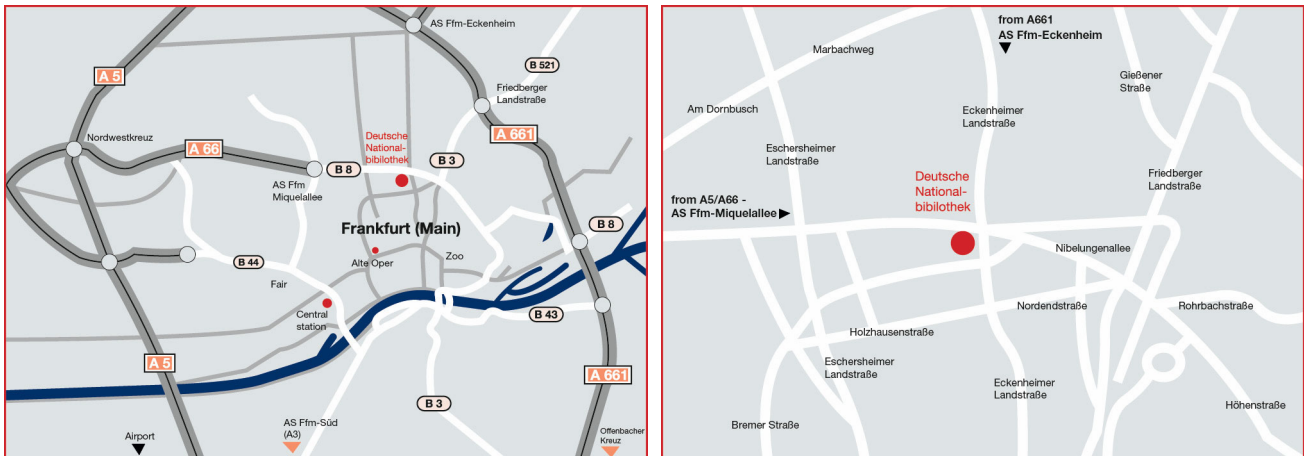 AS Ffm-Eckenheim
B 521
A 5
Friedberger
Landstraße
Nordwestkreuz
A 66
Deutsche
National-
bibilothek
A 661
B 8
B 3
AS Ffm
Miquelallee
Frankfurt (Main)
B 8
B 44
Alte Oper
Zoo
Fair
Central
station
B 43
A 5
A 661
B 3
AS Ffm-Süd
(A3)
Airport
Offenbacher
Kreuz
from A661
AS Ffm-Eckenheim
Marbachweg
Gießener
Straße
Am Dornbusch
Eckenheimer
Landstraße
Eschersheimer
Landstraße
Friedberger
Landstraße
Deutsche
National-
bibilothek
from A5/A66 -
AS Ffm-Miquelallee
Nibelungenallee
Nordendstraße
Rohrbachstraße
Holzhausenstraße
Eschersheimer
Landstraße
Eckenheimer
Landstraße
Höhenstraße
Bremer Straße